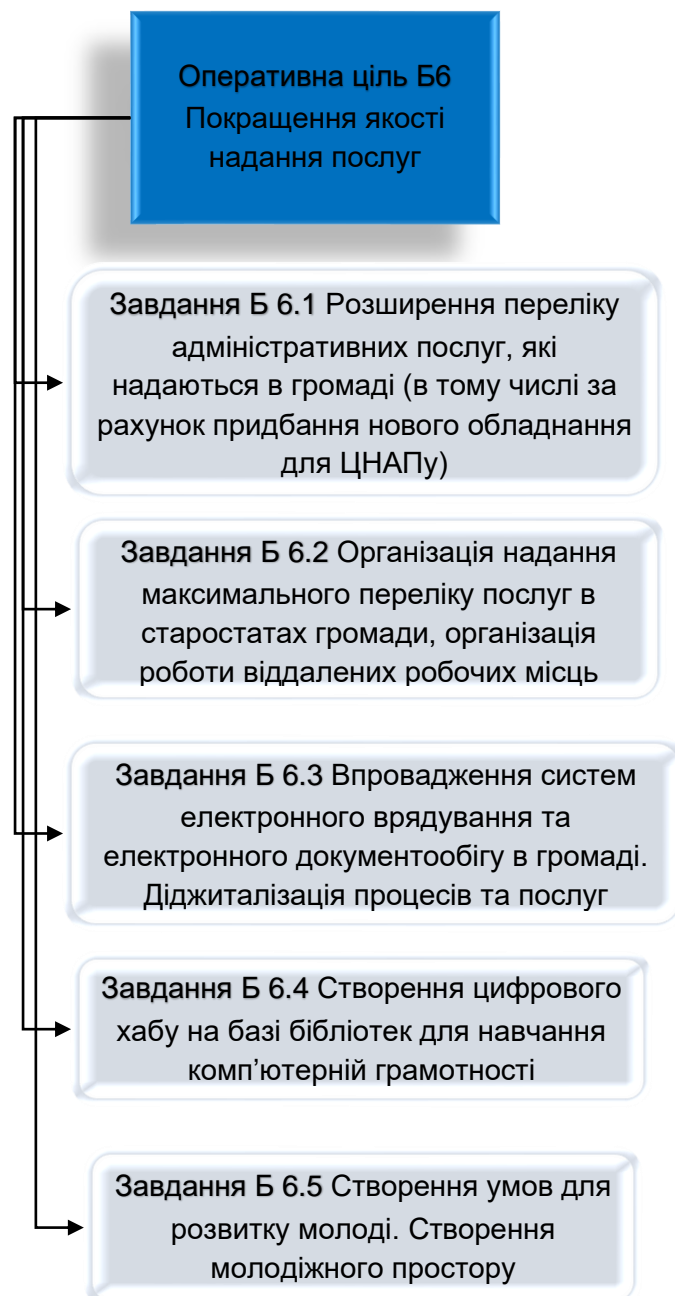 Оперативна ціль Б6
Покращення якості
надання послуг
Завдання Б 6.1 Розширення переліку
адміністративних послуг, які
надаються в громаді (в тому числі за
рахунок придбання нового обладнання
для ЦНАПу)
Завдання Б 6.2 Організація надання
максимального переліку послуг в
старостатах громади, організація
роботи віддалених робочих місць
Завдання Б 6.3 Впровадження систем
електронного врядування та
електронного документообігу в громаді.
Діджиталізація процесів та послуг
Завдання Б 6.4 Створення цифрового
хабу на базі бібліотек для навчання
комп’ютерній грамотності
Завдання Б 6.5 Створення умов для
розвитку молоді. Створення
молодіжного простору